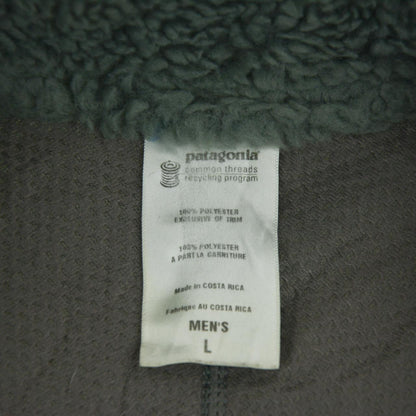 patagonia
common threads
recycling program
100% POLYESTER
EXCLUSIVE OF TRIM
100% POLYESTER
A PART LA GARNITURE
Made in COSTA RICA
Fabrique AU COSTA RICA
MEN'S
L